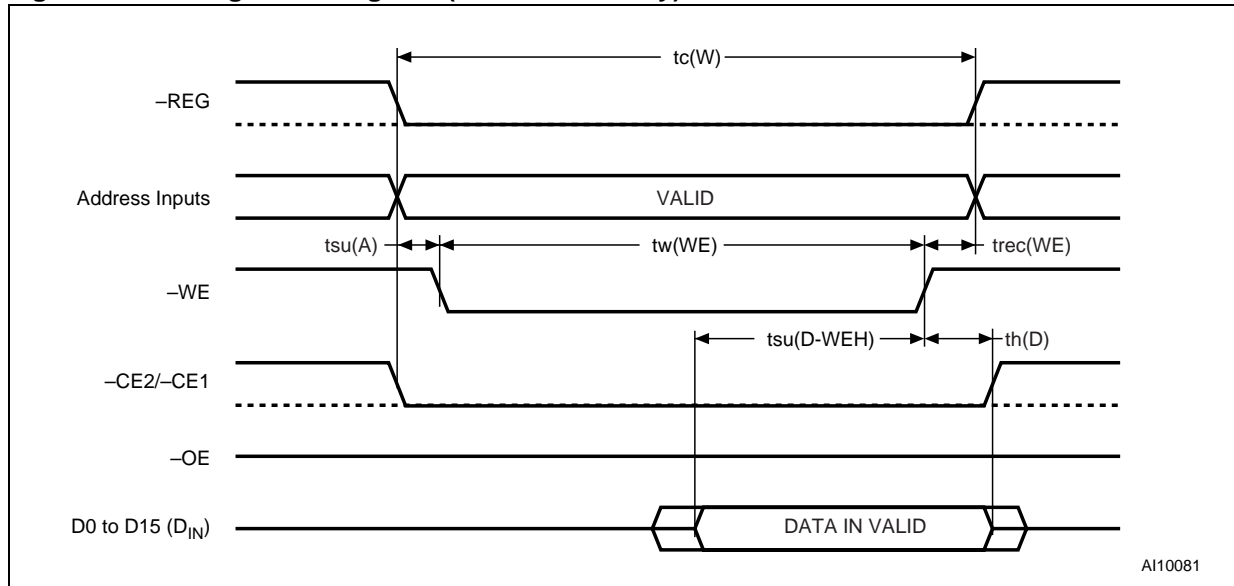 tc(W)
–REG
Address Inputs
VALID
tsu(A)
tw(WE)
trec(WE)
–WE
tsu(D-WEH)
th(D)
–CE2/–CE1
–OE
D0 to D15 (DIN)
DATA IN VALID
AI10081